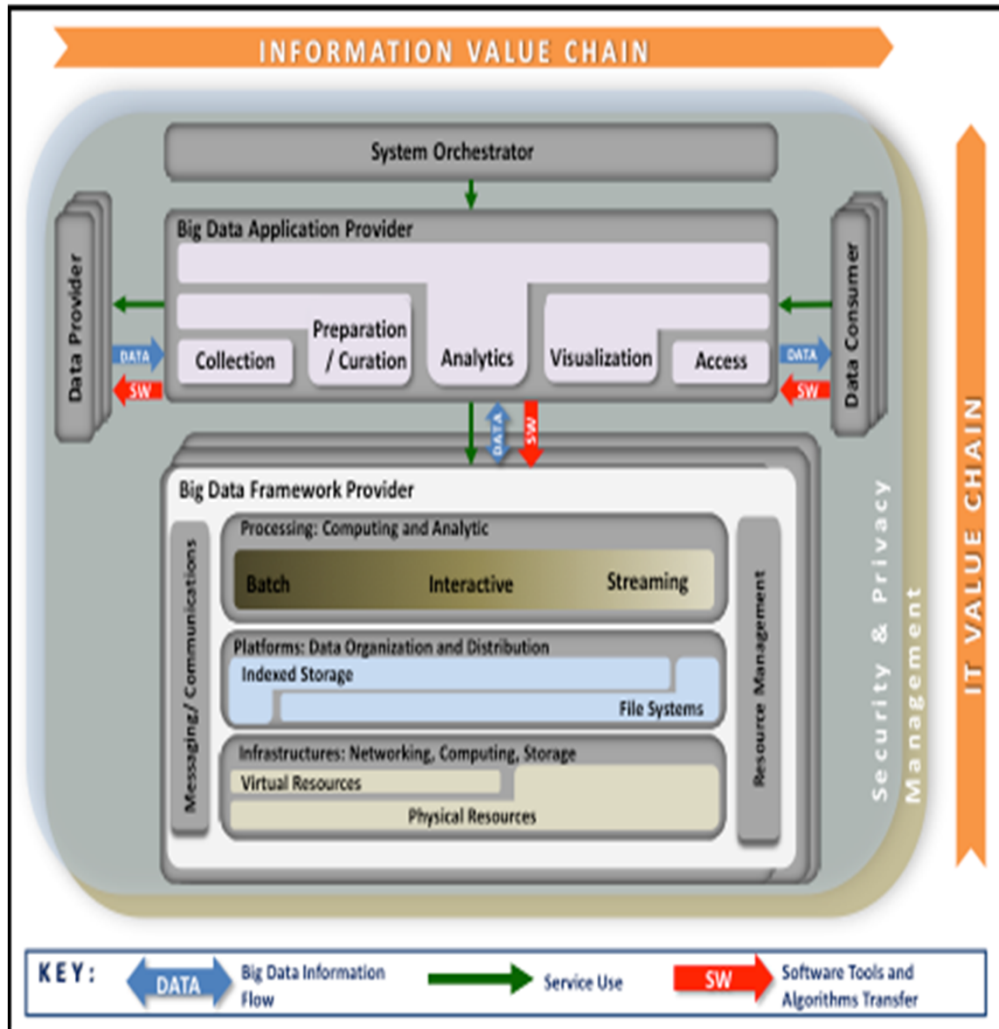 INFORMATION VALUE CHAIN
System Orchestrator
Big Data Application Provider
Preparation
/ Curation
Collection
Analytics
Visualization
Access
Data Provider
DATA
SW
Data Consumer
DATA
SW
DATA
SW
Big Data Framework Provider
Messaging/ Communications
Processing: Computing and Analytic
Batch
Interactive
Streaming
Platforms: Data Organization and Distribution
Indexed Storage
File Systems
Infrastructures: Networking, Computing, Storage
Virtual Resources
Physical Resources
Resource Management
Security & Privacy
Management
IT VALUE CHAIN
KEY:
DATA
Big Data Information
Flow
Service Use
SW
Software Tools and
Algorithms Transfer